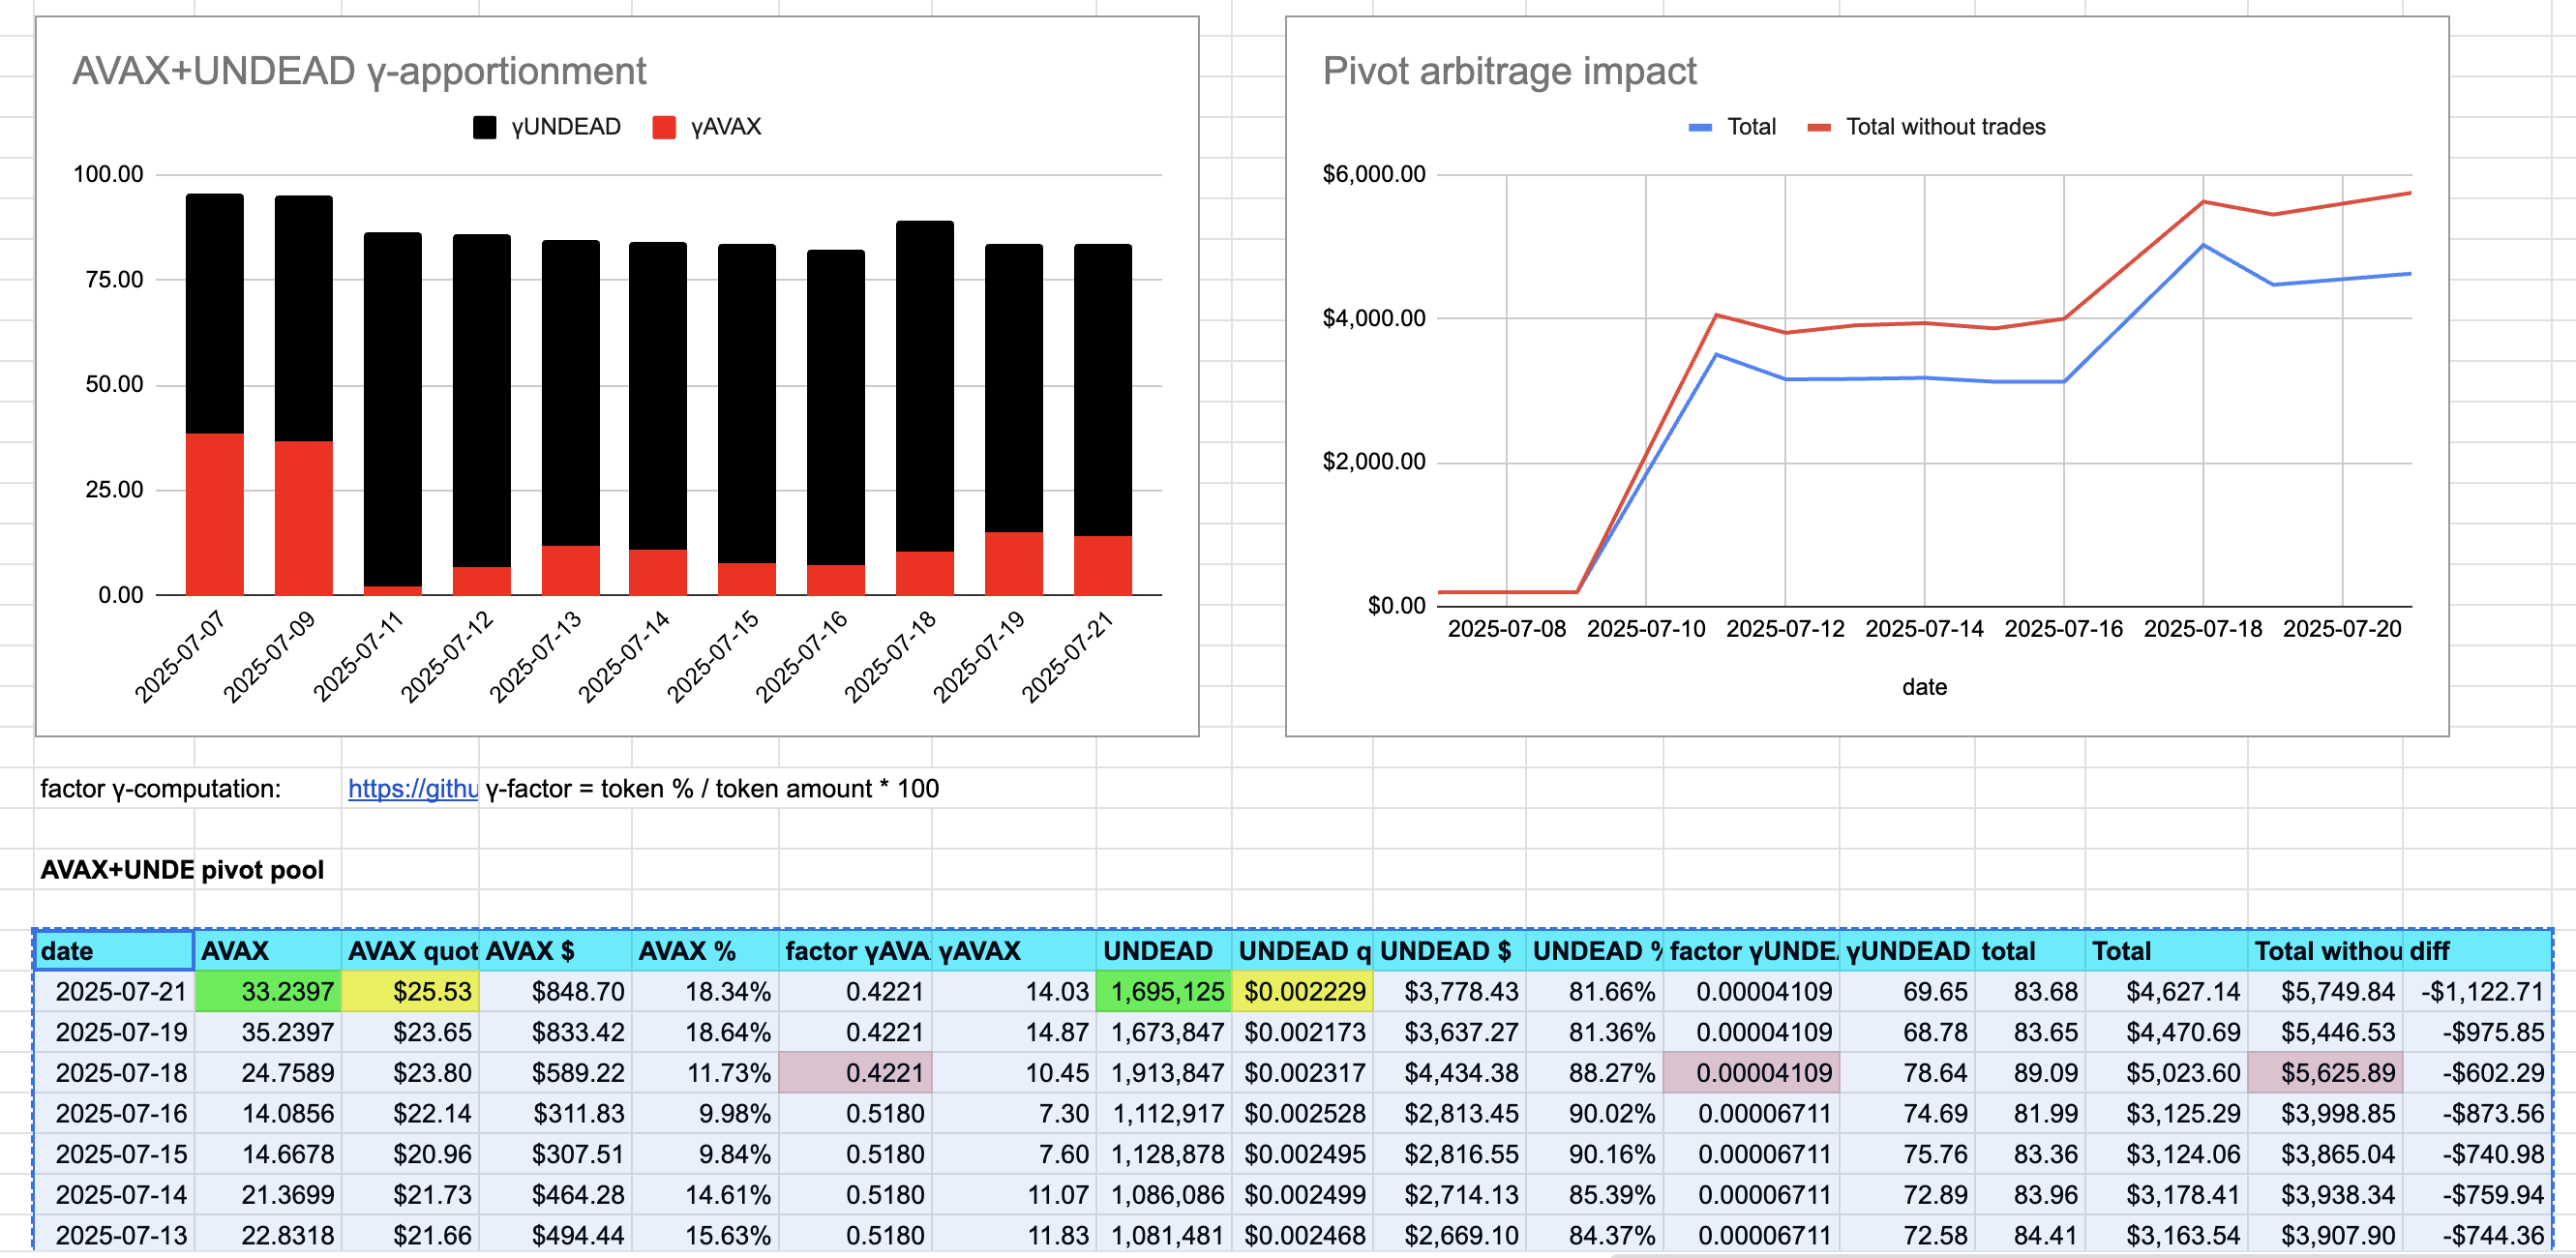 AVAX+UNDEAD γ-apportionment
γUNDEAD γAVAX
100.00
75.00
50.00
25.00
0.00
2025-07-07 2025-07-09 2025-07-11 2025-07-12 2025-07-13 2025-07-14 2025-07-15 2025-07-16 2025-07-18 2025-07-19 2025-07-21
Pivot arbitrage impact
Total Total without trades
$6,000.00
$4,000.00
$2,000.00
$0.00
2025-07-08 2025-07-10 2025-07-12 2025-07-14 2025-07-16 2025-07-18 2025-07-20
date
factor γ-computation: https://githu γ-factor = token % / token amount * 100
AVAX+UNDE pivot pool
date AVAX AVAX quot AVAX $ AVAX % factor γAVA γAVAX UNDEAD UNDEAD q UNDEAD $ UNDEAD % factor γUNDE γUNDEAD total Total Total withou diff
2025-07-21 33.2397 $25.53 $848.70 18.34% 0.4221 14.03 1,695,125 $0.002229 $3,778.43 81.66% 0.00004109 69.65 83.68 $4,627.14 $5,749.84 -$1,122.71
2025-07-19 35.2397 $23.65 $833.42 18.64% 0.4221 14.87 1,673,847 $0.002173 $3,637.27 81.36% 0.00004109 68.78 83.65 $4,470.69 $5,446.53 -$975.85
2025-07-18 24.7589 $23.80 $589.22 11.73% 0.4221 10.45 1,913,847 $0.002317 $4,434.38 88.27% 0.00004109 78.64 89.09 $5,023.60 $5,625.89 -$602.29
2025-07-16 14.0856 $22.14 $311.83 9.98% 0.5180 7.30 1,112,917 $0.002528 $2,813.45 90.02% 0.00006711 74.69 81.99 $3,125.29 $3,998.85 -$873.56
2025-07-15 14.6678 $20.96 $307.51 9.84% 0.5180 7.60 1,128,878 $0.002495 $2,816.55 90.16% 0.00006711 75.76 83.36 $3,124.06 $3,865.04 -$740.98
2025-07-14 21.3699 $21.73 $464.28 14.61% 0.5180 11.07 1,086,086 $0.002499 $2,714.13 85.39% 0.00006711 72.89 83.96 $3,178.41 $3,938.34 -$759.94
2025-07-13 22.8318 $21.66 $494.44 15.63% 0.5180 11.83 1,081,481 $0.002468 $2,669.10 84.37% 0.00006711 72.58 84.41 $3,163.54 $3,907.90 -$744.36